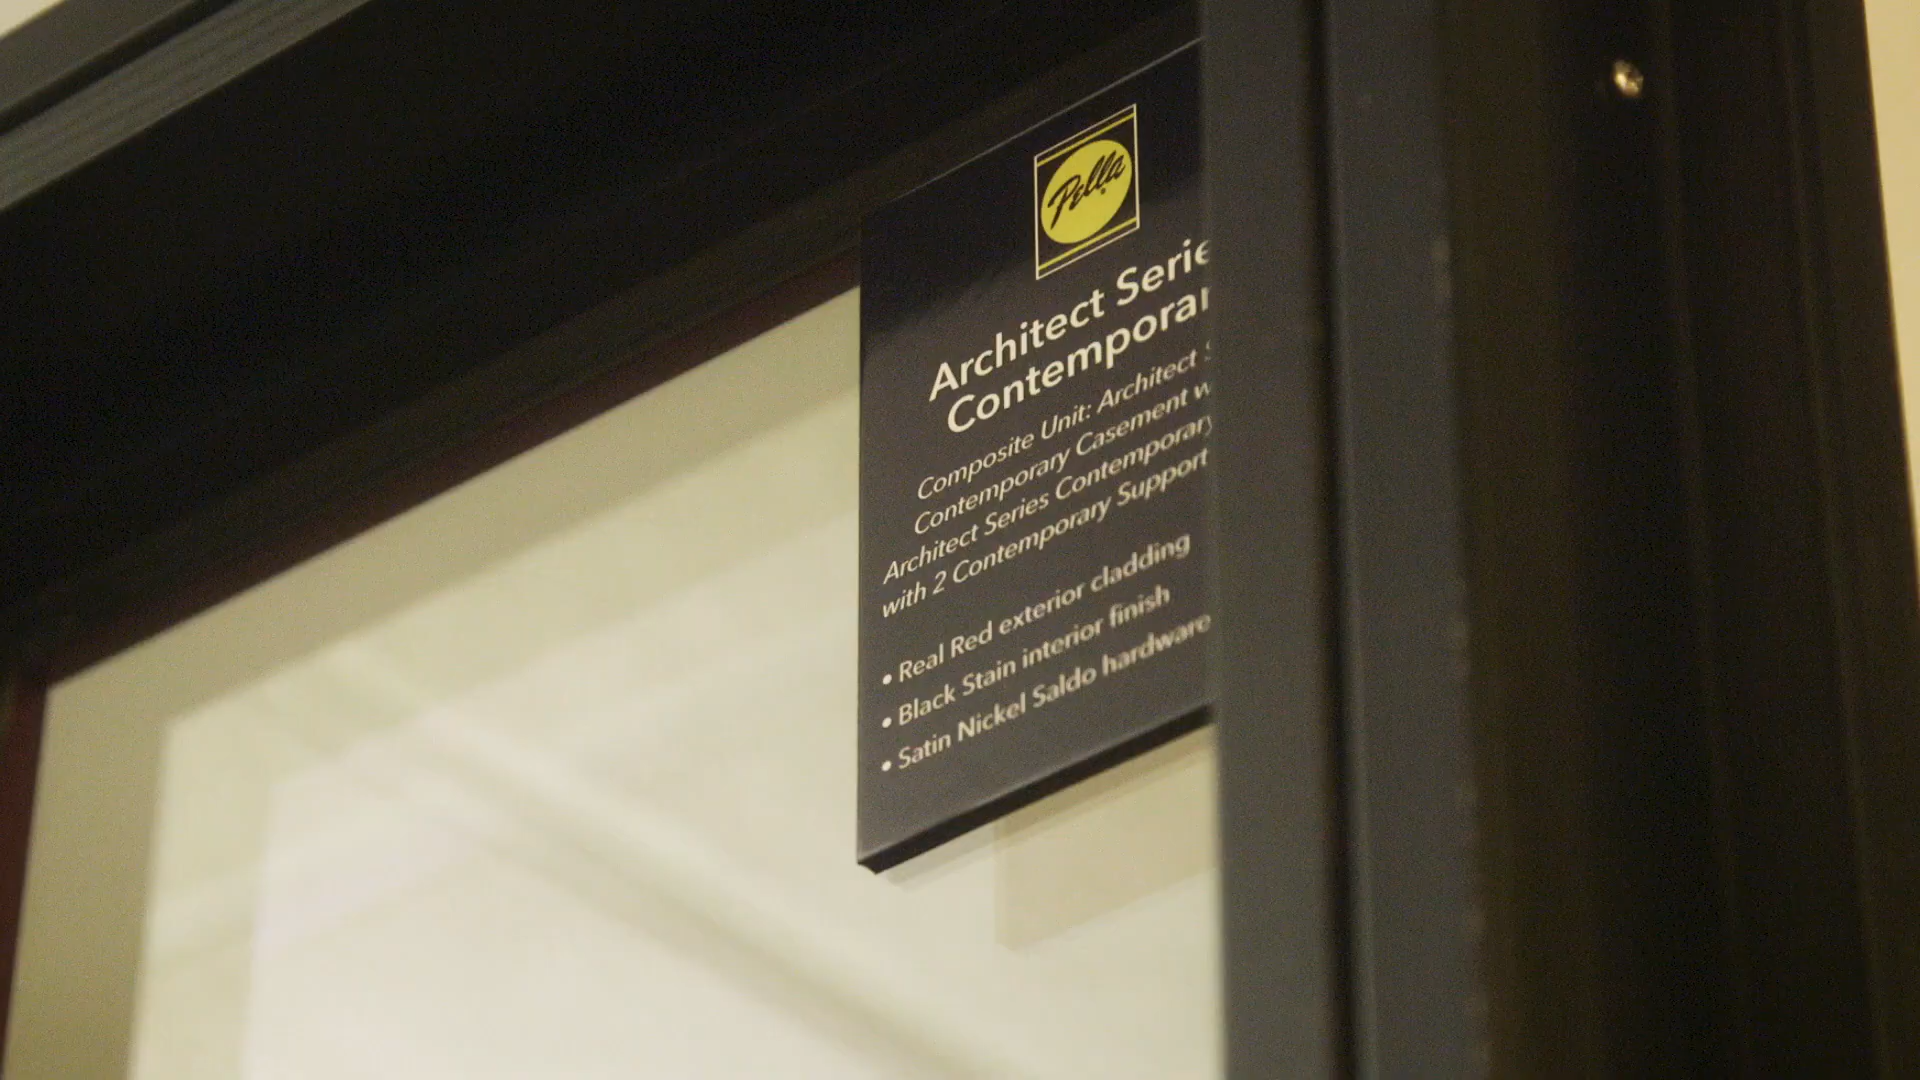 Pella
Architect Serie
Contemporar
Composite Unit: Architect S
Contemporary Casement w
Architect Series Contemporary
with 2 Contemporary Support
• Real Red exterior cladding
• Black Stain interior finish
• Satin Nickel Saldo hardware